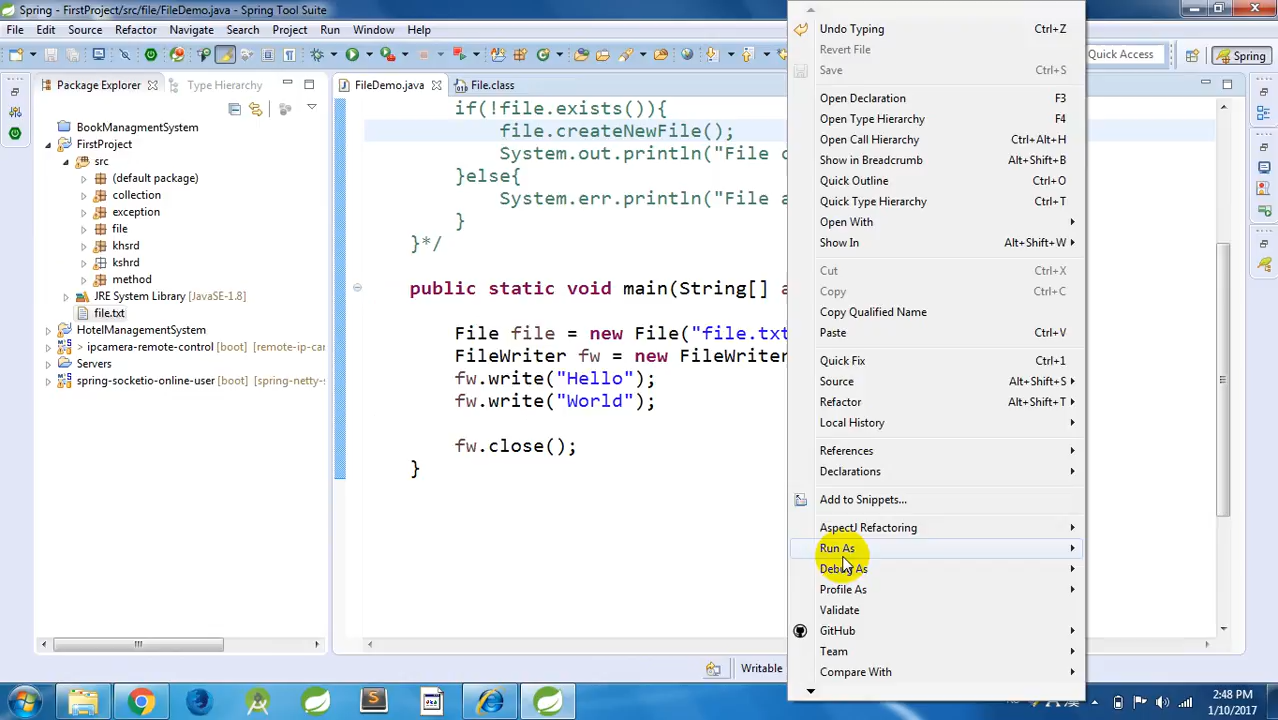 Spring - FirstProject/src/file/FileDemo.java - Spring Tool Suite
File Edit Source Refactor Navigate Search Project Run Window Help
Quick Access
Spring
Package Explorer
Type Hierarchy
FileDemo.java
File.class
BookManagmentSystem
FirstProject
src
(default package)
collection
exception
file
khsrd
kshrd
method
JRE System Library [JavaSE-1.8]
file.txt
HotelManagementSystem
> ipcamera-remote-control [boot] [remote-ip-car
Servers
spring-socketio-online-user [boot] [spring-netty-s
if(!file.exists()){
file.createNewFile();
System.out.println("File c
}else{
System.err.println("File a
}
}*/
public static void main(String[] a
File file = new File("file.txt
FileWriter fw = new FileWriter
fw.write("Hello");
fw.write("World");
fw.close();
}
Undo Typing Ctrl+Z
Revert File
Save Ctrl+S
Open Declaration F3
Open Type Hierarchy F4
Open Call Hierarchy Ctrl+Alt+H
Show in Breadcrumb Alt+Shift+B
Quick Outline Ctrl+O
Quick Type Hierarchy Ctrl+T
Open With
Show In Alt+Shift+W
Cut Ctrl+X
Copy Ctrl+C
Copy Qualified Name
Paste Ctrl+V
Quick Fix Ctrl+1
Source Alt+Shift+S
Refactor Alt+Shift+T
Local History
References
Declarations
Add to Snippets...
AspectJ Refactoring
Run As
Debug As
Profile As
Validate
GitHub
Team
Compare With
Writable
2:48 PM
1/10/2017